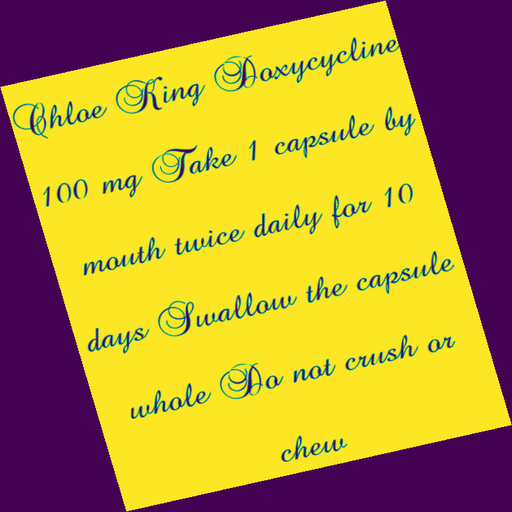 Chloe King Doxycycline
100 mg Take 1 capsule by
mouth twice daily for 10
days Swallow the capsule
whole Do not crush or
chew